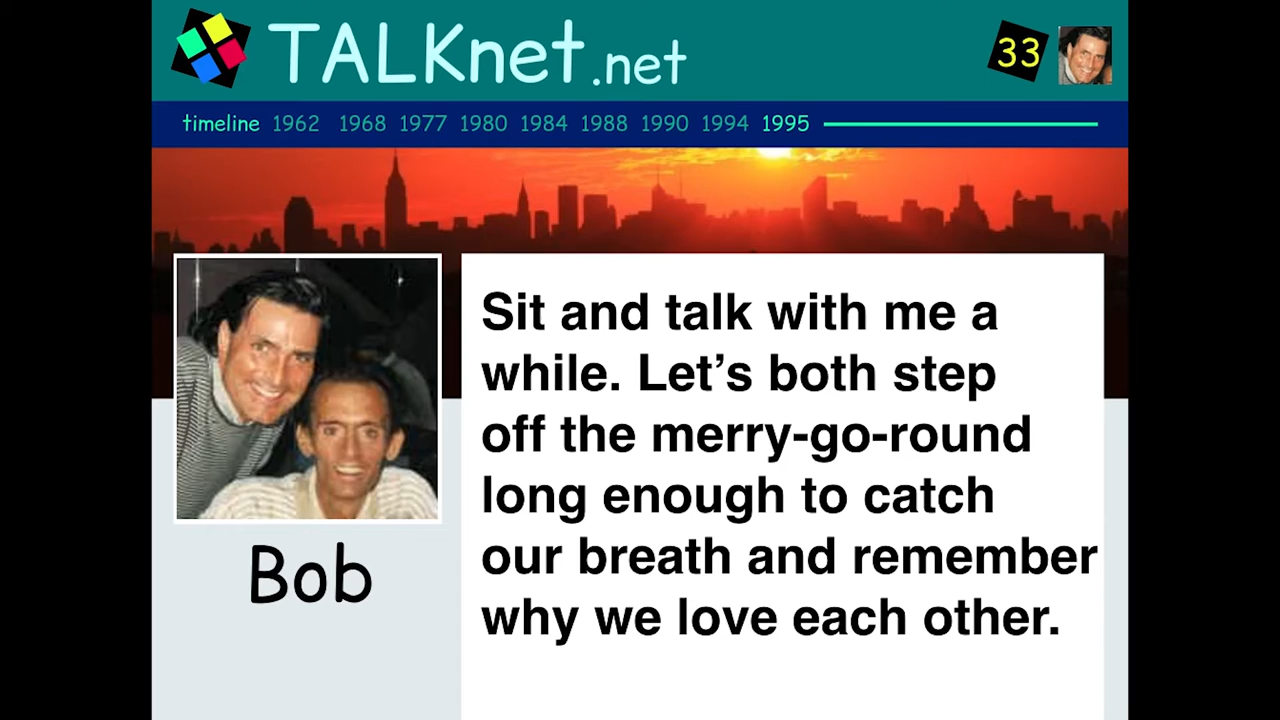 TALKnet.net
33
timeline 1962 1968 1977 1980 1984 1988 1990 1994 1995
Sit and talk with me a
while. Let’s both step
off the merry-go-round
long enough to catch
our breath and remember
why we love each other.
Bob